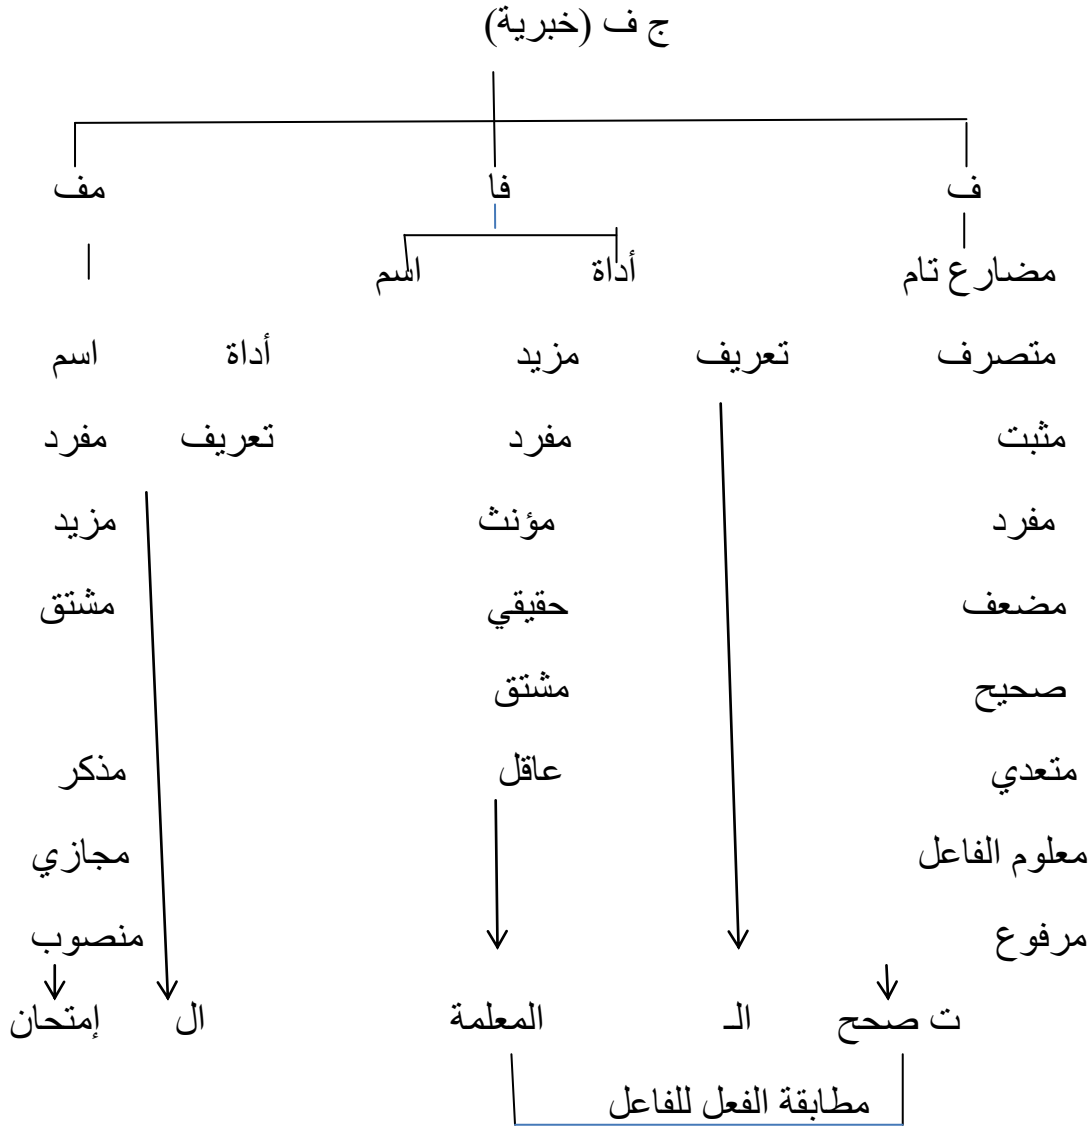 ج ف (خبرية)
ف فا مف
مضارع تام أداة اسم
متصرف تعريف مزيد أداة اسم
مثبت مفرد تعريف مفرد
مفرد مؤنث مزيد
مضعف حقيقي مشتق
صحيح مشتق
متعدي عاقل مذكر
معلوم الفاعل مجازي
مرفوع منصوب
ت صحح الـ المعلمة ال إمتحان
مطابقة الفعل للفاعل